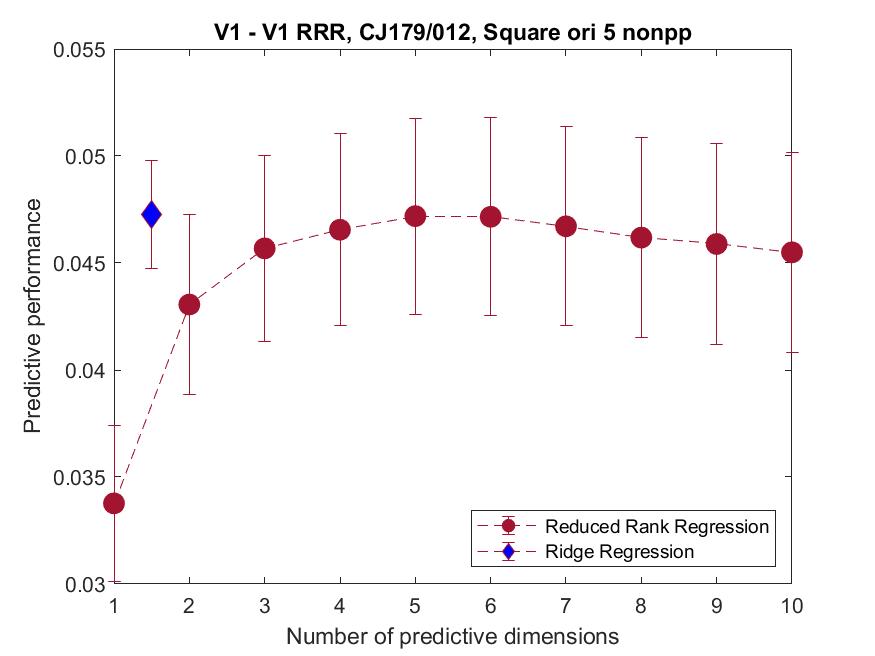 V1 - V1 RRR, CJ179/012, Square ori 5 nonpp
0.055
0.05
0.045
0.04
0.035
0.03
Predictive performance
1 2 3 4 5 6 7 8 9 10
Number of predictive dimensions
Reduced Rank Regression
Ridge Regression